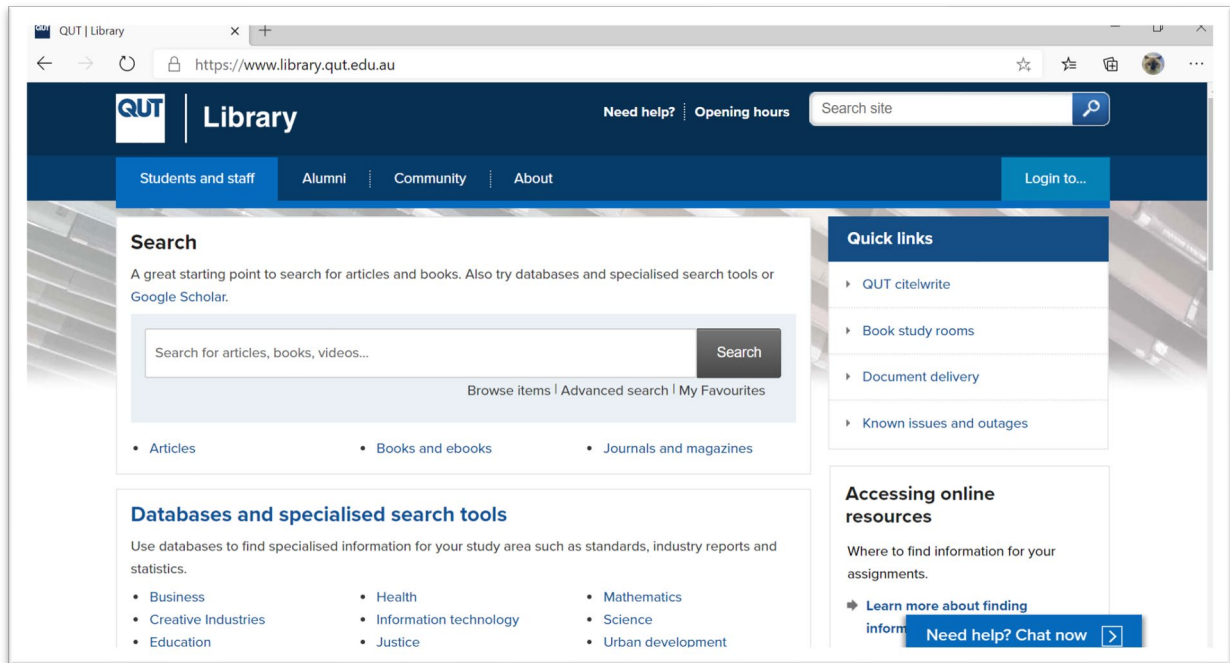 QUT QUT | Library
https://www.library.qut.edu.au
QUT Library
Need help? Opening hours
Search site
Students and staff Alumni Community About
Login to...
Search
A great starting point to search for articles and books. Also try databases and specialised search tools or
Google Scholar.
Search for articles, books, videos...
Search
Browse items | Advanced search | My Favourites
• Articles
• Books and ebooks
• Journals and magazines
Databases and specialised search tools
Use databases to find specialised information for your study area such as standards, industry reports and
statistics.
• Business
• Creative Industries
• Education
• Health
• Information technology
• Justice
• Mathematics
• Science
• Urban development
Quick links
QUT cite|write
Book study rooms
Document delivery
Known issues and outages
Accessing online
resources
Where to find information for your
assignments.
Learn more about finding
inform
Need help? Chat now